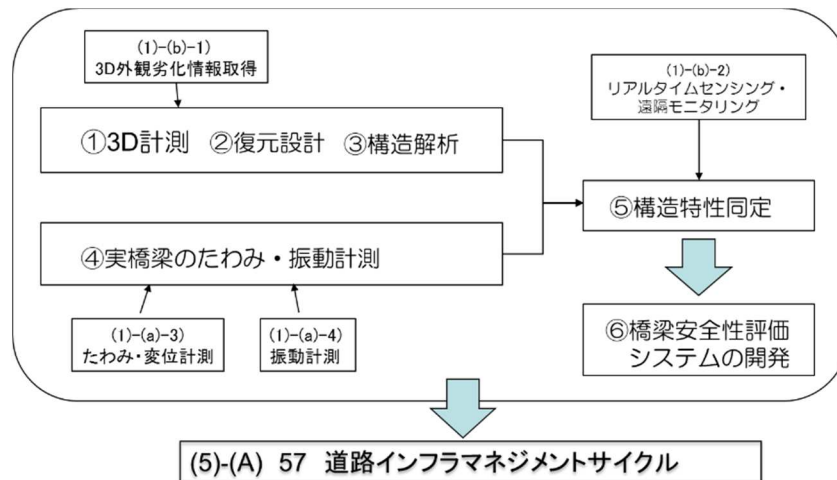 (1)-(b)-1)
3D外観劣化情報取得
(1)-(b)-2)
リアルタイムセンシング・
遠隔モニタリング
①3D計測 ②復元設計 ③構造解析
⑤構造特性同定
④実橋梁のたわみ・振動計測
(1)-(a)-3)
たわみ・変位計測
(1)-(a)-4)
振動計測
⑥橋梁安全性評価
システムの開発
(5)-(A) 57 道路インフラマネジメントサイクル